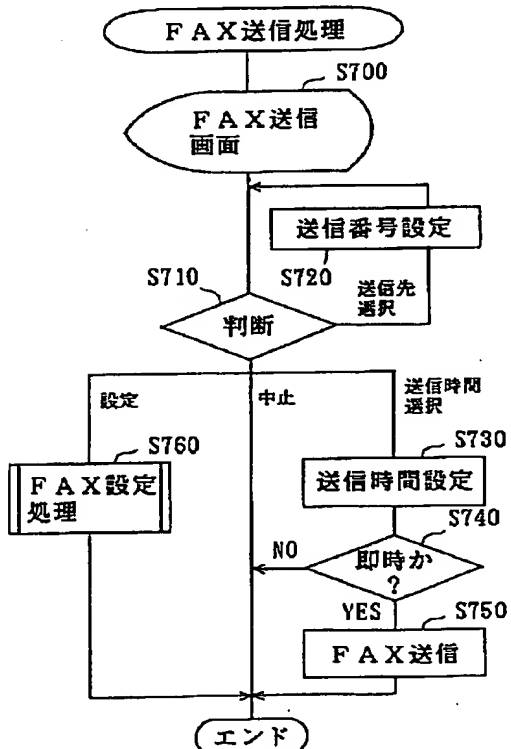 ＦＡＸ送信処理
S700
ＦＡＸ送信
画面
送信番号設定
S720
S710
送信先
選択
判断
設定
中止
送信時間
選択
S760
S730
ＦＡＸ設定
処理
送信時間設定
S740
NO
即時か
?
YES
S750
ＦＡＸ送信
エンド